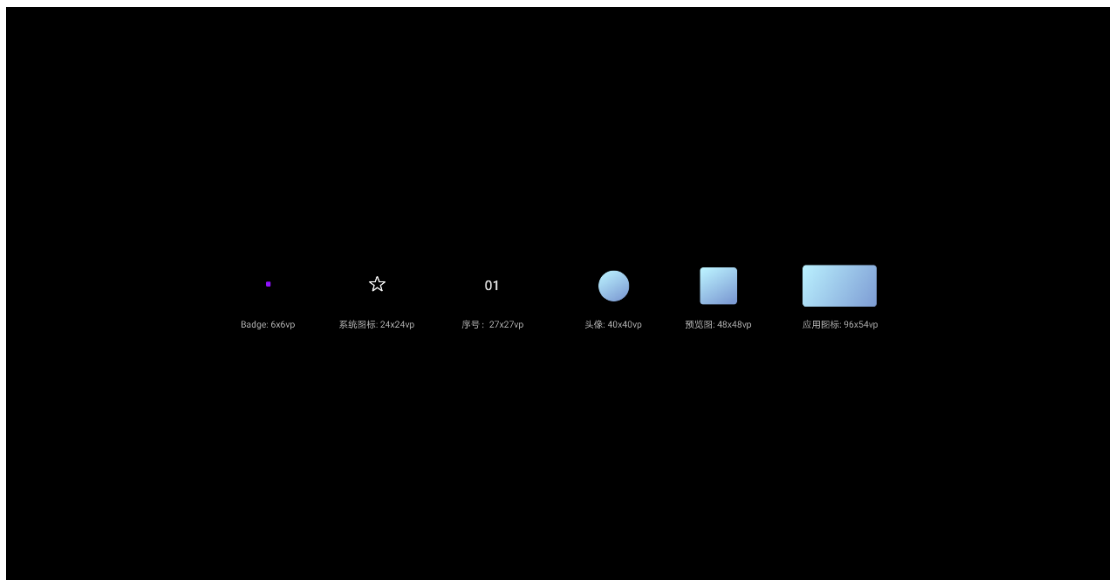 01
Badge: 6x6vp
系统图标: 24x24vp
序号：27x27vp
头像: 40x40vp
预览图: 48x48vp
应用图标: 96x54vp